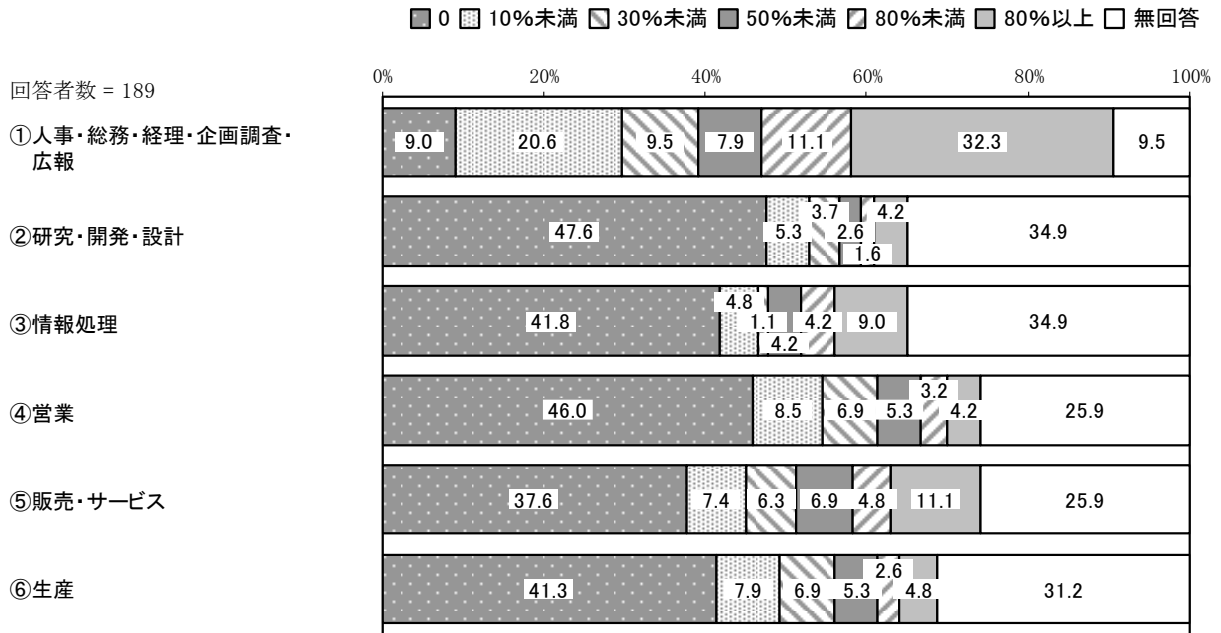 0 10%未満 30%未満 50%未満 80%未満 80%以上 無回答
0% 20% 40% 60% 80% 100%
回答者数 = 189
①人事・総務・経理・企画調査・
広報
9.0 20.6 9.5 7.9 11.1 32.3 9.5
②研究・開発・設計
47.6 5.3 3.7 2.6 1.6 4.2 34.9
③情報処理
41.8 4.8 1.1 4.2 4.2 9.0 34.9
④営業
46.0 8.5 6.9 5.3 3.2 4.2 25.9
⑤販売・サービス
37.6 7.4 6.3 6.9 4.8 11.1 25.9
⑥生産
41.3 7.9 6.9 5.3 2.6 4.8 31.2